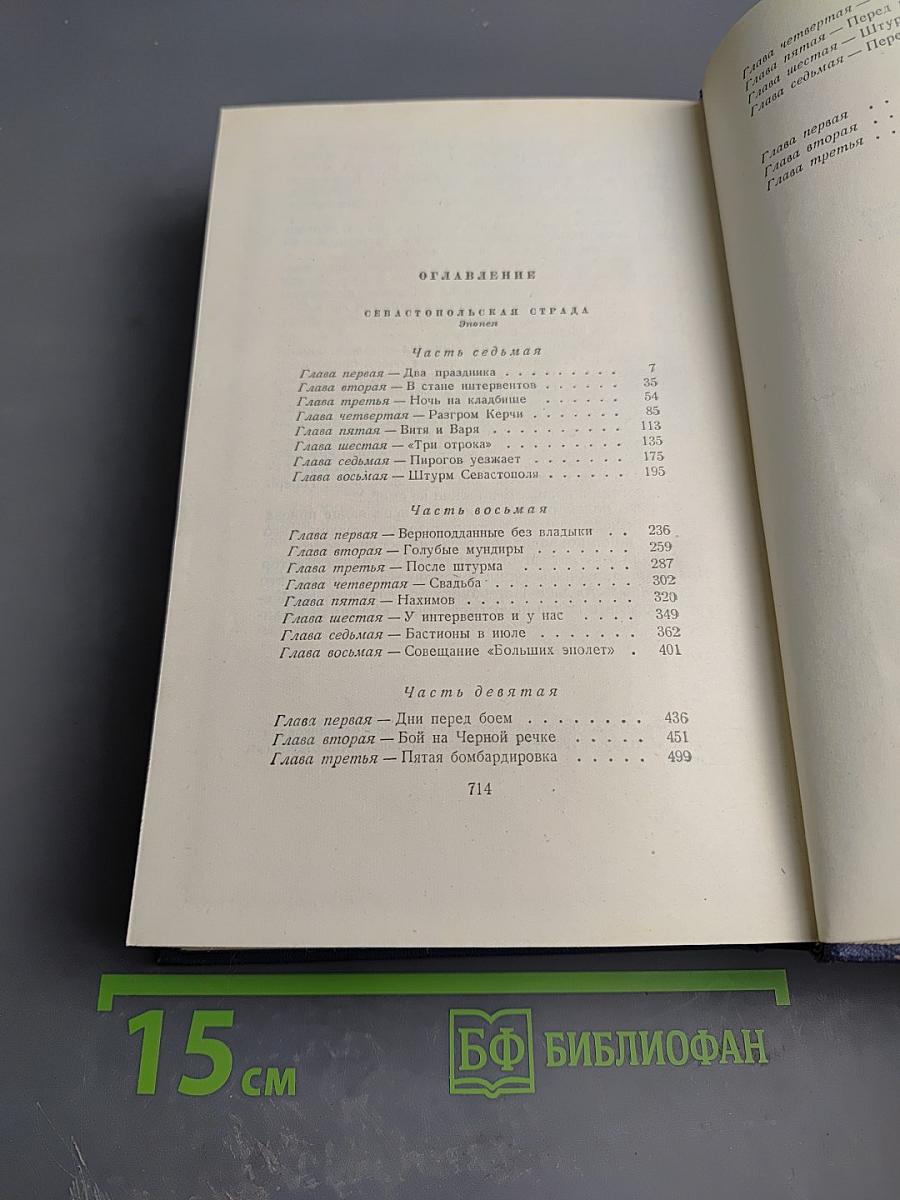 ОГЛАВЛЕНИЕ
СЕВАСТОПОЛЬСКАЯ СТРАДА
Эпопея
Часть седьмая
Глава первая — Два праздника . . . . . . . . . 7
Глава вторая — В стане интервентов . . . . . . 35
Глава третья — Ночь на кладбище . . . . . . 54
Глава четвертая — Разгром Керчи . . . . . . . 85
Глава пятая — Витя и Варя . . . . . . . . . . 113
Глава шестая — «Три отрока» . . . . . . . . . 135
Глава седьмая — Пирогов уезжает . . . . . . . 175
Глава восьмая — Штурм Севастополя . . . . . . 195
Часть восьмая
Глава первая — Верноподданные без владыки . . 236
Глава вторая — Голубые мундиры . . . . . . . 259
Глава третья — После штурма . . . . . . . . 287
Глава четвертая — Свадьба . . . . . . . . . . 302
Глава пятая — Нахимов . . . . . . . . . . . . . 320
Глава шестая — У интервентов и у нас . . . . 349
Глава седьмая — Бастионы в июле . . . . . . . 362
Глава восьмая — Совещание «Больших эполет» . 401
Часть девятая
Глава первая — Дни перед боем . . . . . . . . 436
Глава вторая — Бой на Черной речке . . . . . 451
Глава третья — Пятая бомбардировка . . . . . 499
714
Глава четвертая —
Глава пятая — Перед
Глава шестая —
Глава седьмая —
Глава первая . .
Глава вторая . .
Глава третья . .
15 см
БФ БИБЛИОФАН